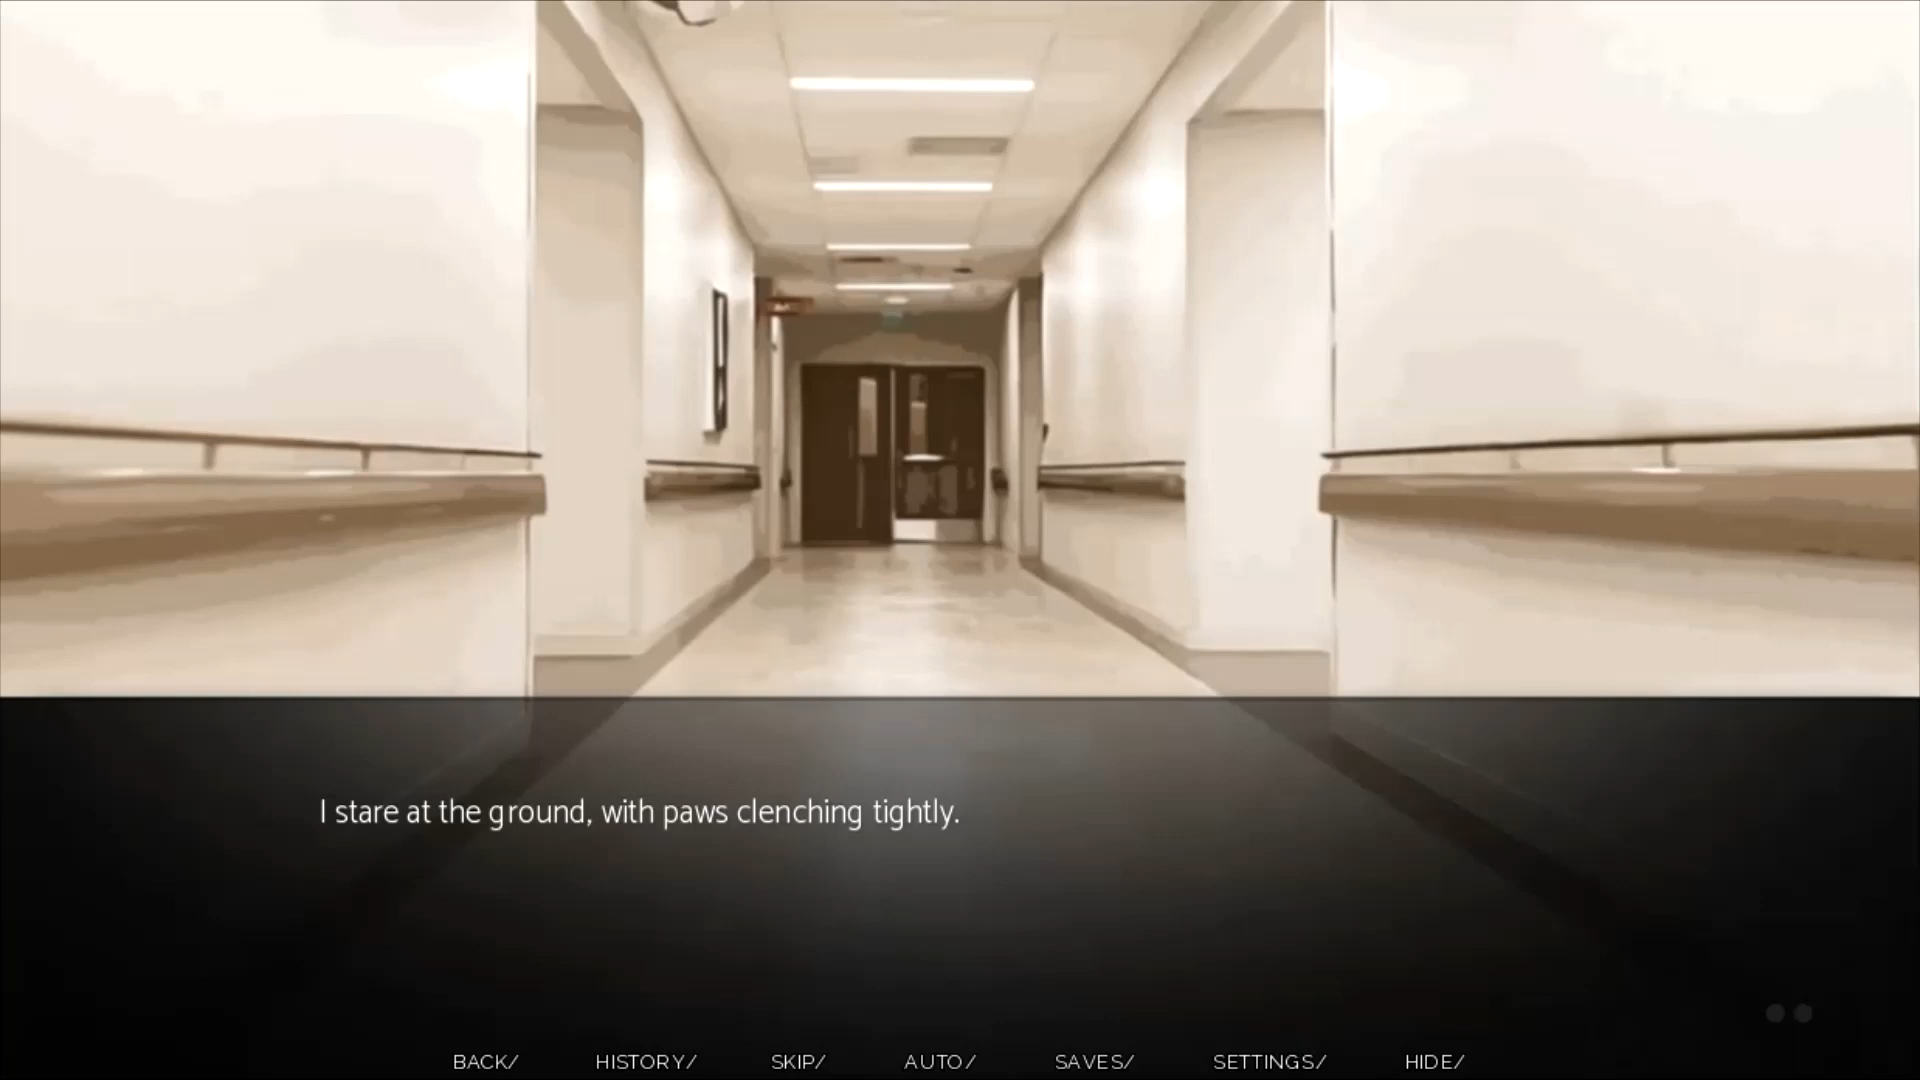 I stare at the ground, with paws clenching tightly.
BACK/ HISTORY/ SKIP/ AUTO/ SAVES/ SETTINGS/ HIDE/